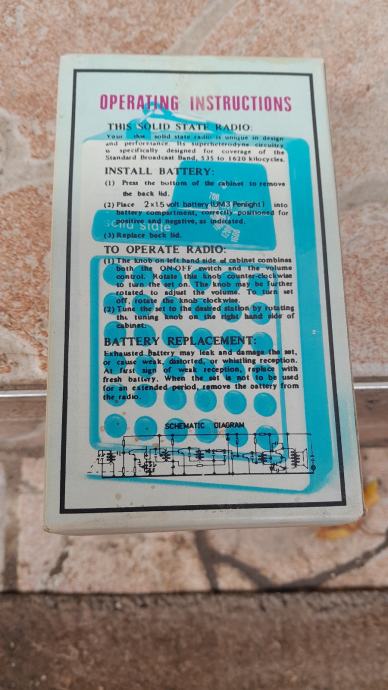 OPERATING INSTRUCTIONS
THIS SOLID STATE RADIO:
Your this solid state radio is unique in design
and performance. Its superheterodyne circuitry
is specifically designed for coverage of the
Standard Broadcast Band, 535 to 1620 kilocycles.
INSTALL BATTERY:
(1) Press the bottom of the cabinet to remove
the back lid.
(2) Place 2x1.5 volt battery (UM3 Penlight) into
battery compartment, correctly positioned for
positive and negative, as indicated.
(3) Replace back lid.
solid state
TO OPERATE RADIO:
(1) The knob on left hand side of cabinet combines
both the ON-OFF switch and the volume
control. Rotate this knob counter-clockwise
to turn the set on. The knob may be further
rotated to adjust the volume. To turn set
off, rotate the knob clockwise.
(2) Tune the set to the desired station by rotating
the tuning knob on the right hand side of
cabinet.
BATTERY REPLACEMENT:
Exhausted battery may leak and damage the set,
or cause weak, distorted, or whistling reception.
At first sign of weak reception, replace with
fresh battery. When the set is not to be used
for an extended period, remove the battery from
the radio.
SCHEMATIC DIAGRAM